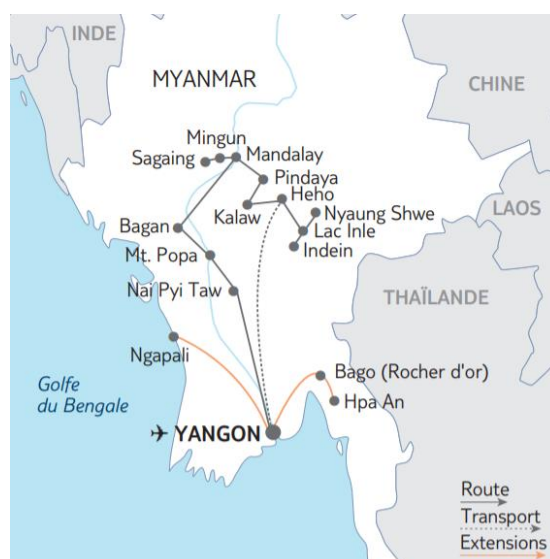 INDE
CHINE
MYANMAR
Mingun
Sagaing
Mandalay
Pindaya
Heho
Kalaw
Nyaung Shwe
LAOS
Bagan
Lac Inle
Indein
Mt. Popa
Nai Pyi Taw
THAÏLANDE
Ngapali
Golfe
du Bengale
Bago (Rocher d'or)
Hpa An
YANGON
Route
Transport
Extensions